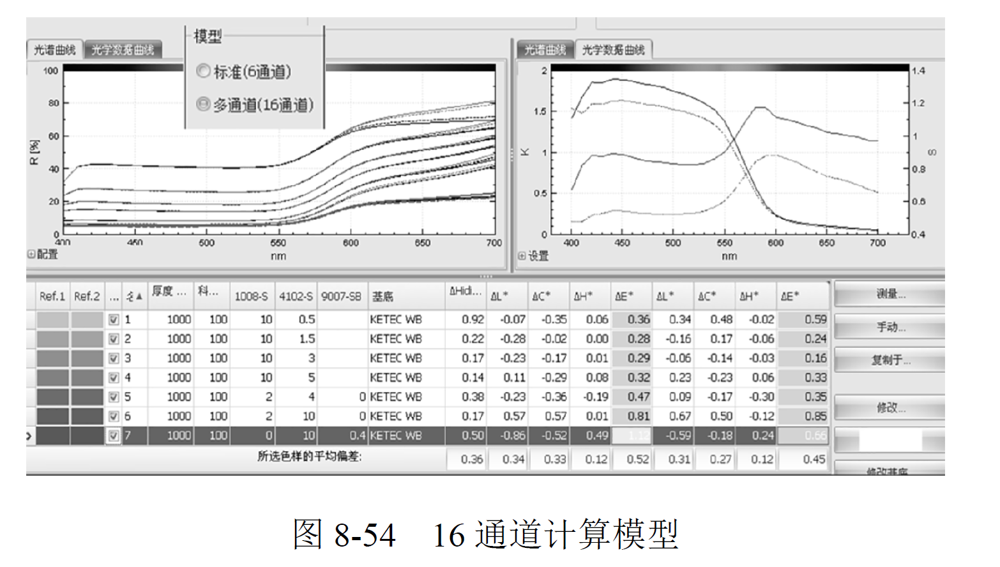 模型
标准(6通道)
多通道(16通道)
光谱曲线 光学数据曲线
100
80
60
40
20
0
R [%]
400 450 500 550 600 650 700
nm
配置
光谱曲线 光学数据曲线
2
1.5
1
0.5
0
K
1.4
1.2
1
0.8
0.6
0.4
S
400 450 500 550 600 650 700
nm
设置
Ref.1 Ref.2 ... 厚度 ... 科... 1008-S 4102-S 9007-SB 基底 ΔHidi... ΔL* ΔC* ΔH* ΔE* ΔL* ΔC* ΔH* ΔE*
1 1000 100 10 0.5 KETEC WB 0.92 -0.07 -0.35 0.06 0.36 0.34 0.48 -0.02 0.59
2 1000 100 10 1.5 KETEC WB 0.22 -0.28 -0.02 0.00 0.28 -0.16 0.17 -0.06 0.24
3 1000 100 10 3 KETEC WB 0.17 -0.23 -0.17 0.01 0.29 -0.06 -0.14 -0.03 0.16
4 1000 100 10 5 KETEC WB 0.14 0.11 -0.29 0.08 0.32 0.23 -0.23 0.06 0.33
5 1000 100 2 4 0 KETEC WB 0.38 -0.23 -0.36 -0.19 0.47 0.09 -0.17 -0.30 0.35
6 1000 100 2 10 0 KETEC WB 0.17 0.57 0.57 0.01 0.81 0.67 0.50 -0.12 0.85
7 1000 100 0 10 0.4 KETEC WB 0.50 -0.86 -0.52 0.49 1.12 -0.59 -0.18 0.24 0.66
所选色样的平均偏差: 0.36 0.34 0.33 0.12 0.52 0.31 0.27 0.12 0.45
测量...
手动...
复制于...
修改...
修改基底
图 8-54 16 通道计算模型